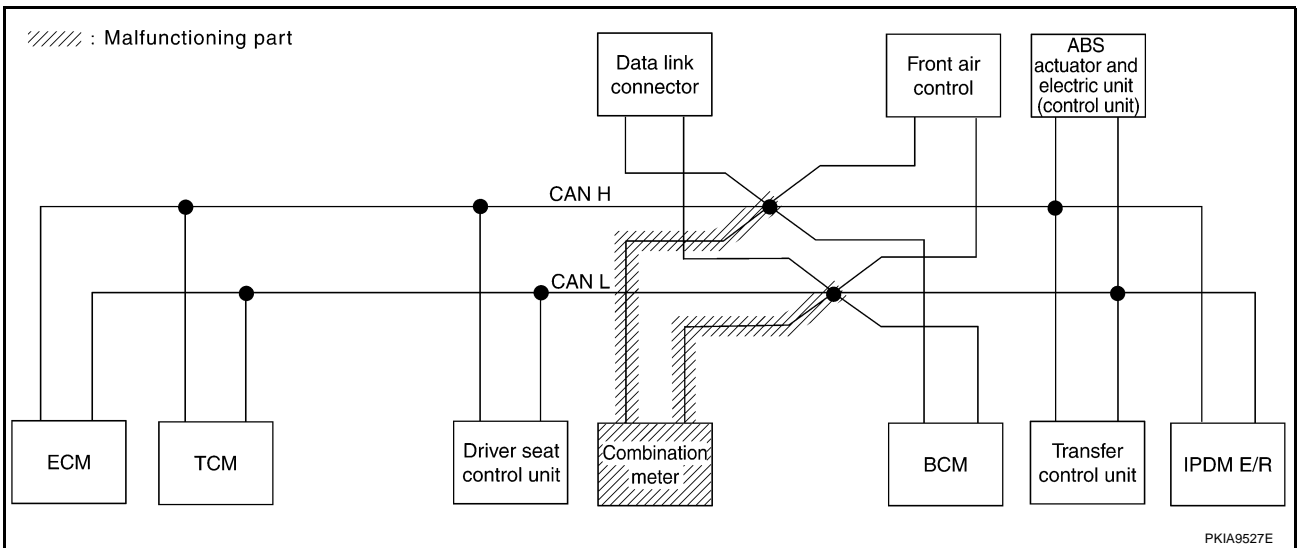 : Malfunctioning part
Data link
connector
Front air
control
ABS
actuator and
electric unit
(control unit)
CAN H
CAN L
ECM
TCM
Driver seat
control unit
Combination
meter
BCM
Transfer
control unit
IPDM E/R
PKIA9527E